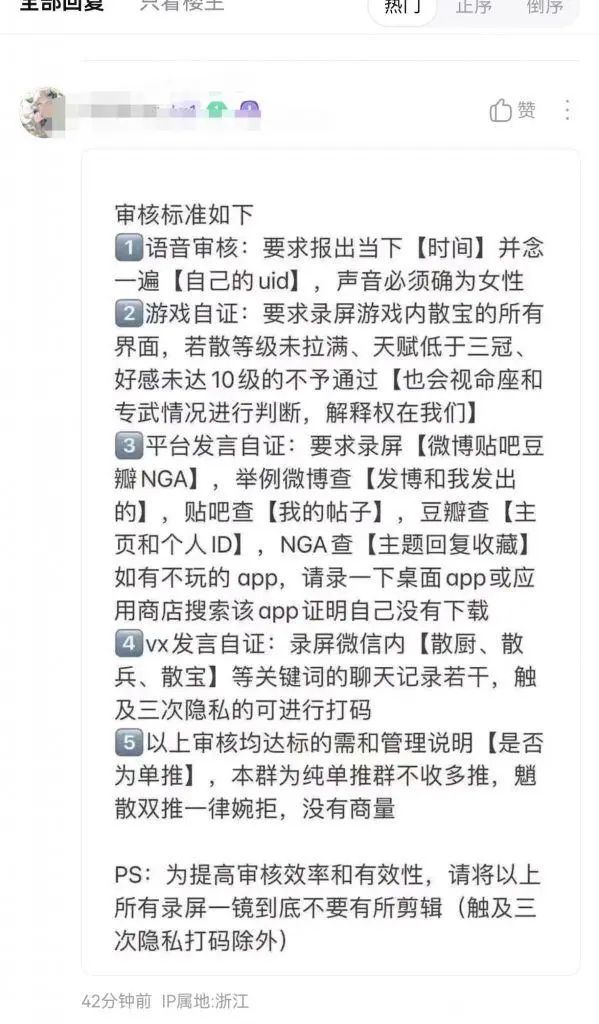 全部回复 只看楼主 热门 正序 倒序
赞
审核标准如下
1 语音审核：要求报出当下【时间】并念
一遍【自己的uid】，声音必须确为女性
2 游戏自证：要求录屏游戏内散宝的所有
界面，若散等级未拉满、天赋低于三冠、
好感未达10级的不予通过【也会视命座和
专武情况进行判断，解释权在我们】
3 平台发言自证：要求录屏【微博贴吧豆
瓣NGA】，举例微博查【发博和我发出
的】，贴吧查【我的帖子】，豆瓣查【主
页和个人ID】，NGA查【主题回复收藏】
如有不玩的 app，请录一下桌面app或应
用商店搜索该app证明自己没有下载
4 vx发言自证：录屏微信内【散厨、散
兵、散宝】等关键词的聊天记录若干，触
及三次隐私的可进行打码
5 以上审核均达标的需和管理说明【是否
为单推】，本群为纯单推群不收多推，魈
散双推一律婉拒，没有商量
PS：为提高审核效率和有效性，请将以上
所有录屏一镜到底不要有所剪辑（触及三
次隐私打码除外）
42分钟前 IP属地:浙江